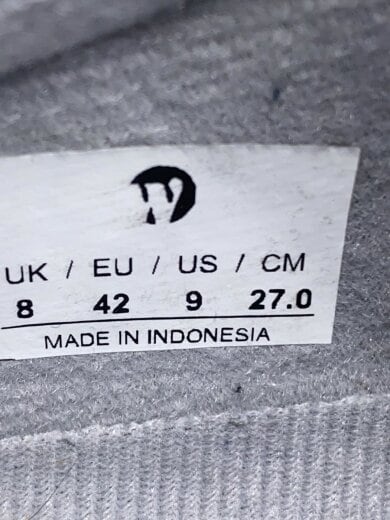 UK / EU / US / CM
8 42 9 27.0
MADE IN INDONESIA